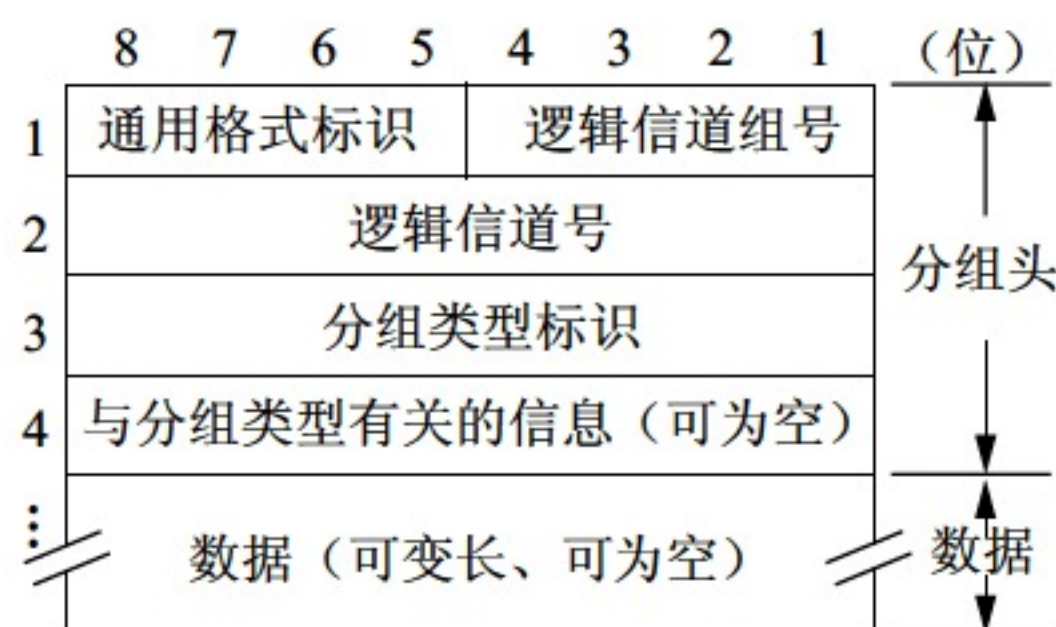 8 7 6 5 4 3 2 1 （位）
1 通用格式标识 逻辑信道组号
2 逻辑信道号
分组头
3 分组类型标识
4 与分组类型有关的信息（可为空）
⋮ 数据（可变长、可为空） 数据